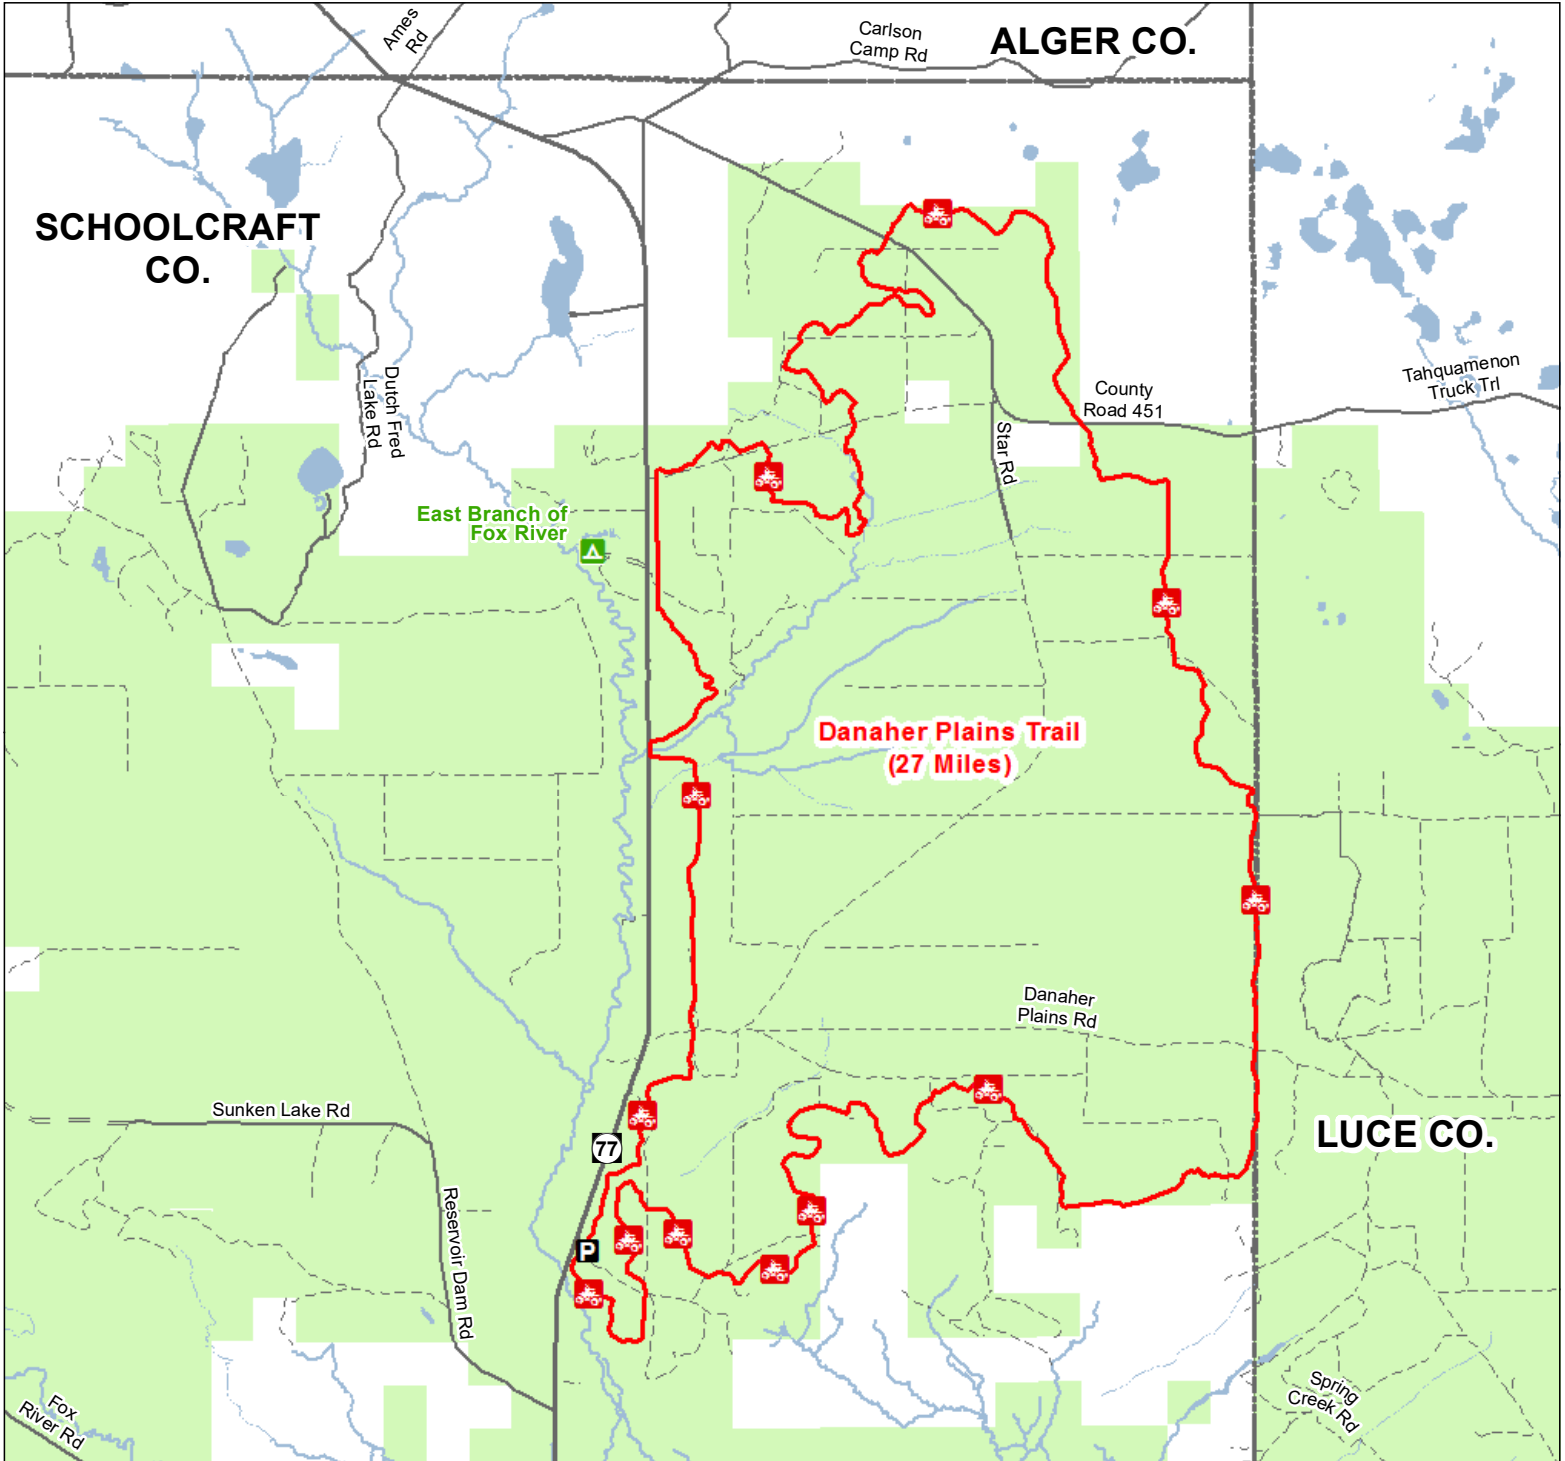 Ames
Rd
Carlson
Camp Rd
ALGER CO.
SCHOOLCRAFT
CO.
Dutch Fred
Lake Rd
County
Road 451
Tahquamenon
Truck Trl
Star Rd
East Branch of
Fox River
Danaher Plains Trail
(27 Miles)
Danaher
Plains Rd
Sunken Lake Rd
77
LUCE CO.
Reservoir Dam Rd
P
Fox
River Rd
Spring
Creek Rd